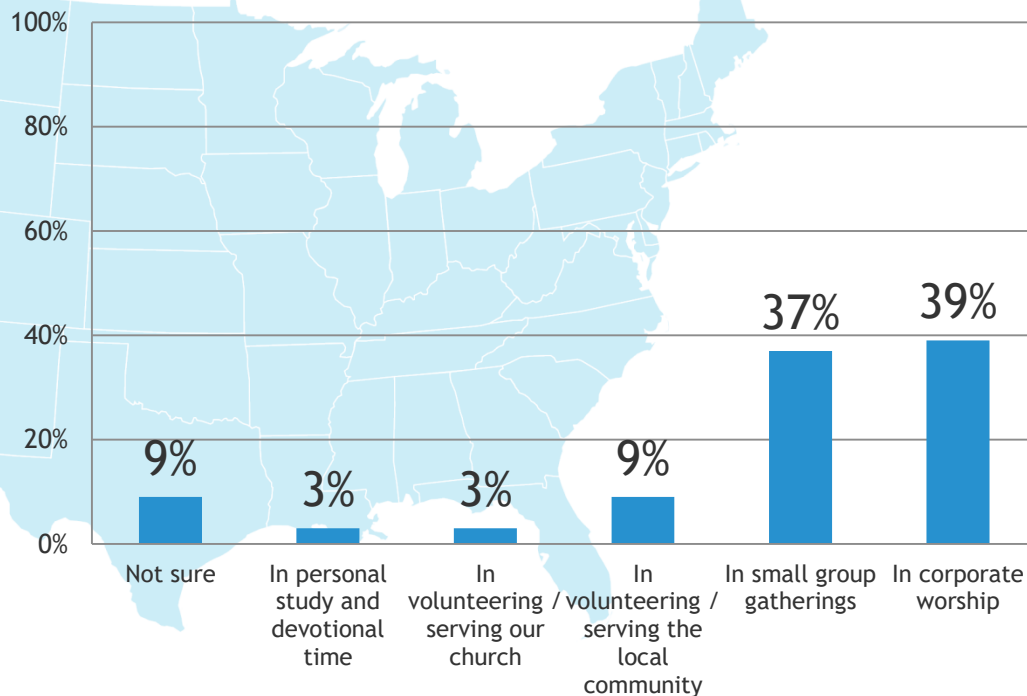 100%
80%
60%
40%
20%
0%
9%
3%
3%
9%
37%
39%
Not sure
In personal
study and
devotional
time
In
volunteering /
serving our
church
In
volunteering /
serving the
local
community
In small group
gatherings
In corporate
worship